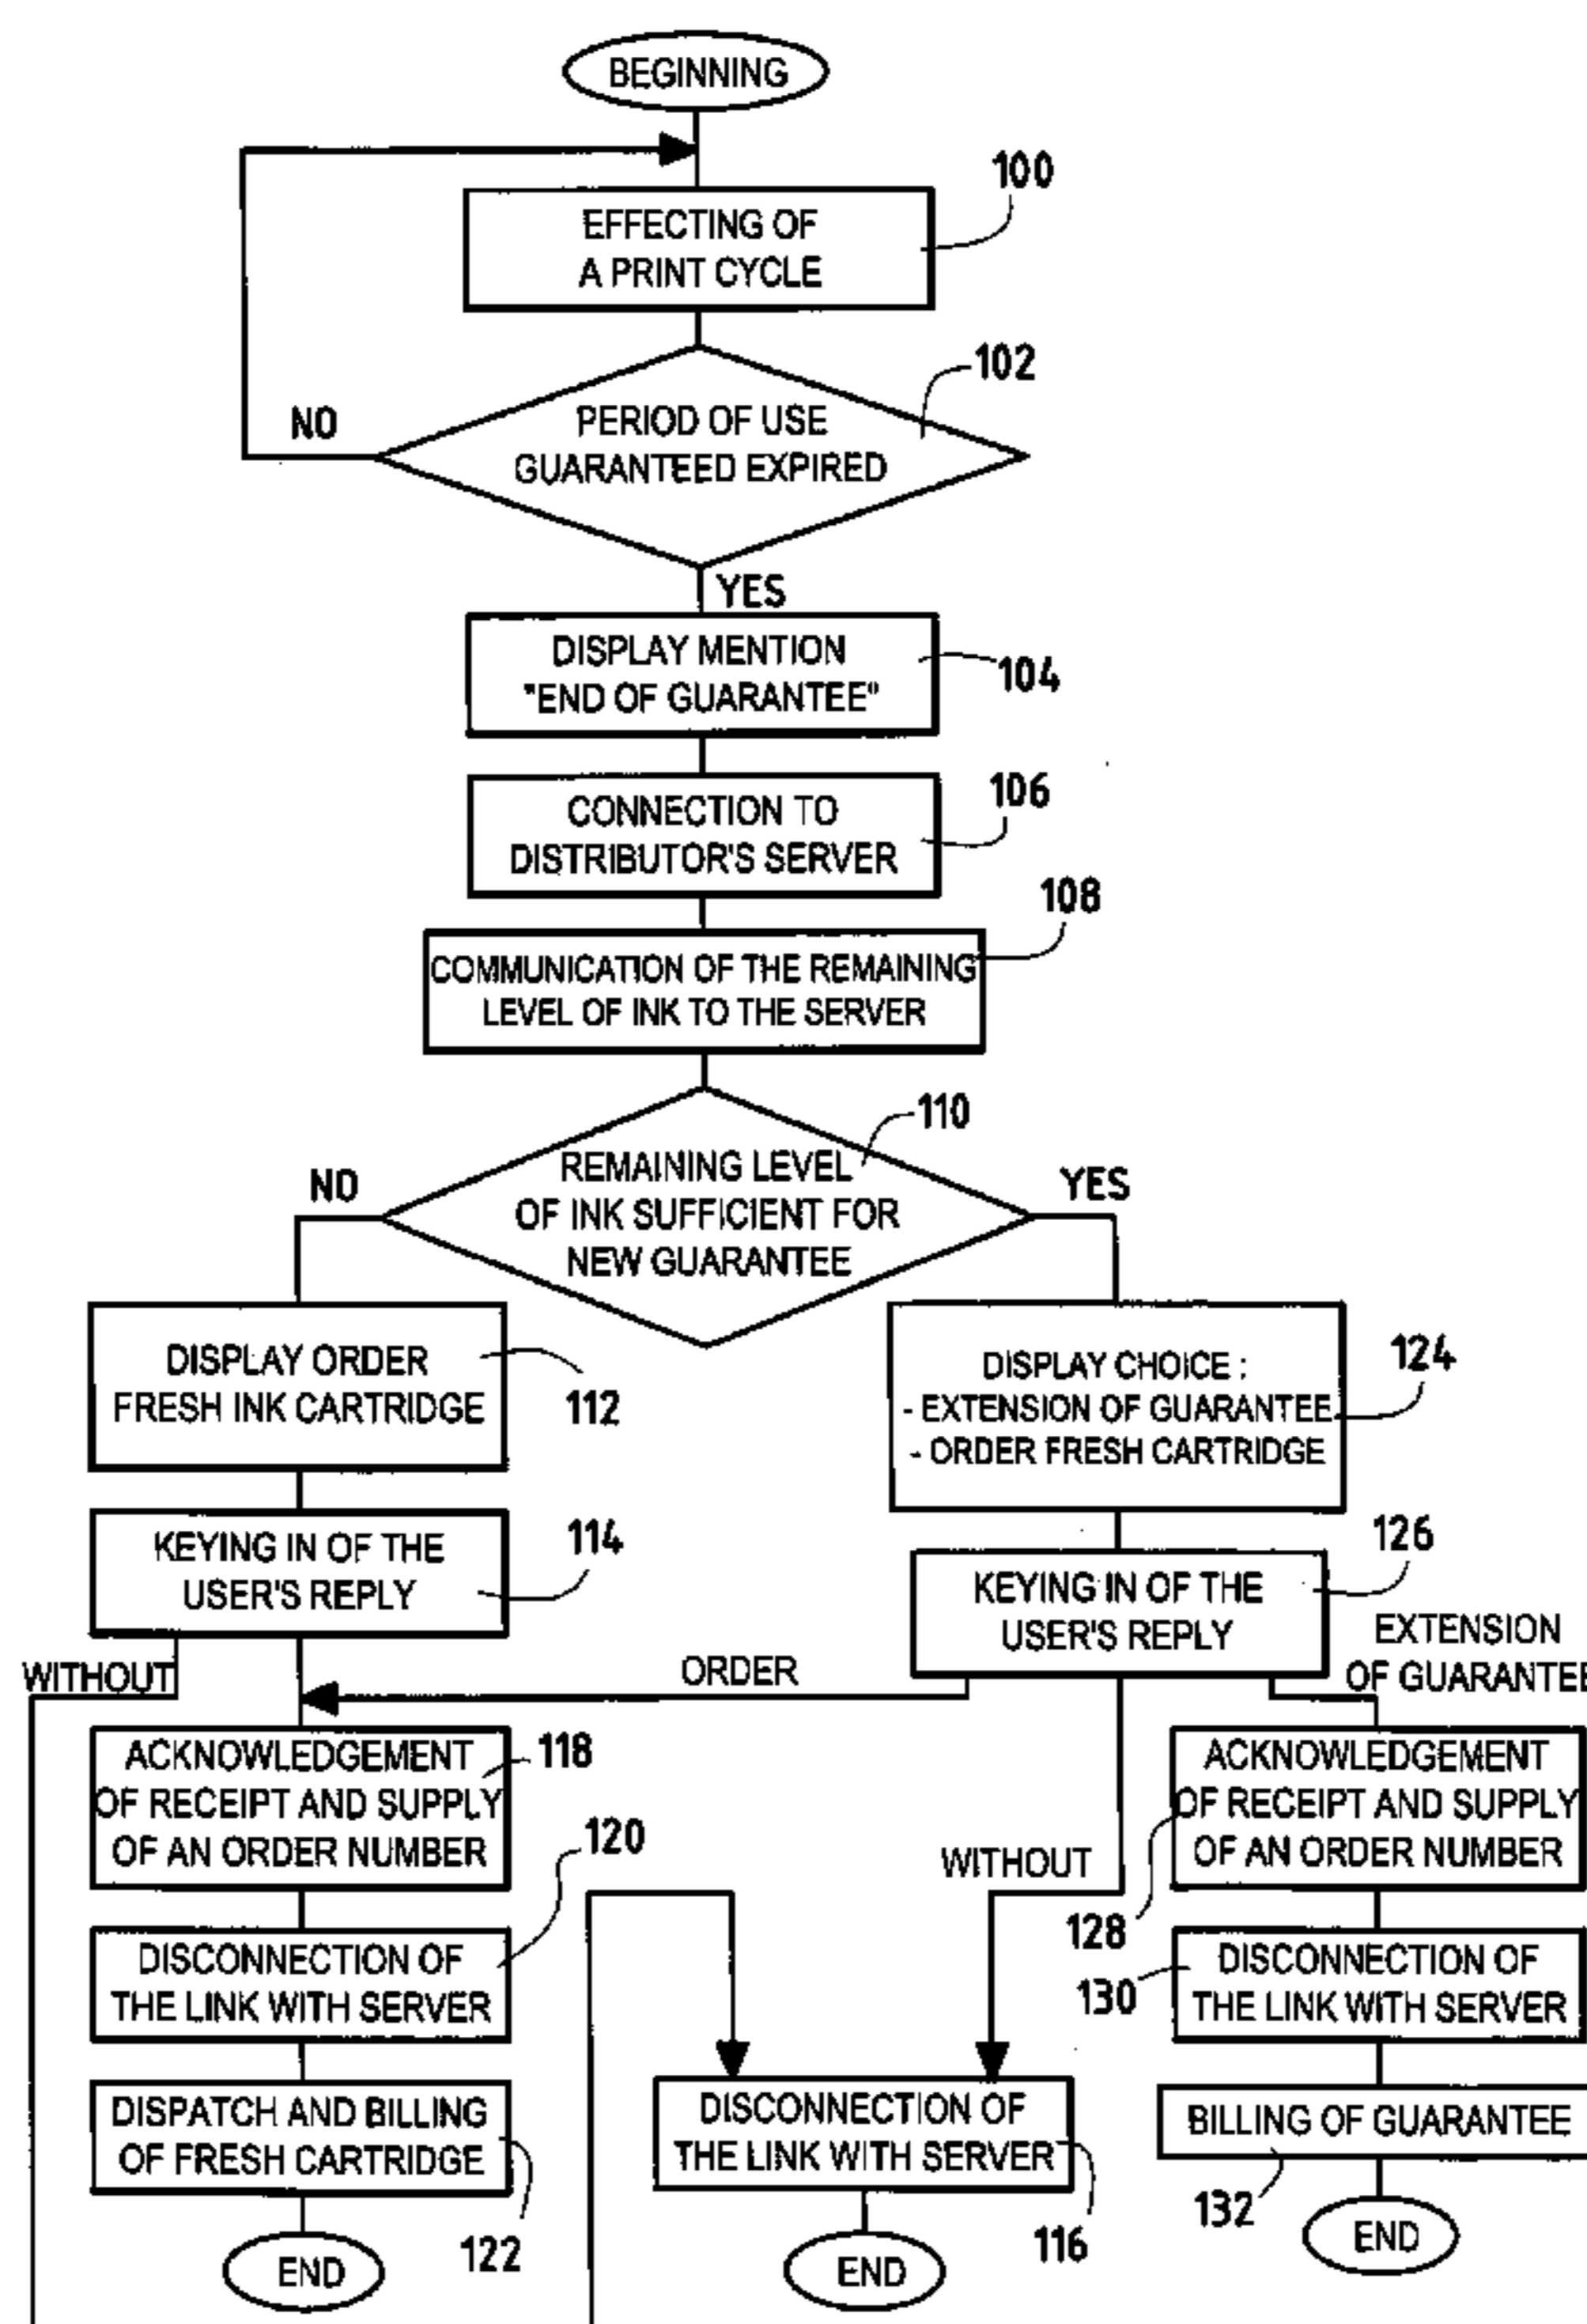 BEGINNING
100
EFFECTING OF
A PRINT CYCLE
102
NO
PERIOD OF USE
GUARANTEED EXPIRED
YES
DISPLAY MENTION
"END OF GUARANTEE"
104
106
CONNECTION TO
DISTRIBUTOR'S SERVER
108
COMMUNICATION OF THE REMAINING
LEVEL OF INK TO THE SERVER
110
NO
REMAINING LEVEL
OF INK SUFFICIENT FOR
NEW GUARANTEE
YES
DISPLAY ORDER
FRESH INK CARTRIDGE
112
DISPLAY CHOICE :
- EXTENSION OF GUARANTEE
- ORDER FRESH CARTRIDGE
124
KEYING IN OF THE
USER'S REPLY
114
KEYING IN OF THE
USER'S REPLY
126
WITHOUT
ORDER
EXTENSION
OF GUARANTEE
ACKNOWLEDGEMENT
OF RECEIPT AND SUPPLY
OF AN ORDER NUMBER
118
120
WITHOUT
ACKNOWLEDGEMENT
OF RECEIPT AND SUPPLY
OF AN ORDER NUMBER
128
DISCONNECTION OF
THE LINK WITH SERVER
130
DISCONNECTION OF
THE LINK WITH SERVER
DISPATCH AND BILLING
OF FRESH CARTRIDGE
122
DISCONNECTION OF
THE LINK WITH SERVER
116
BILLING OF GUARANTEE
132
END
END
END